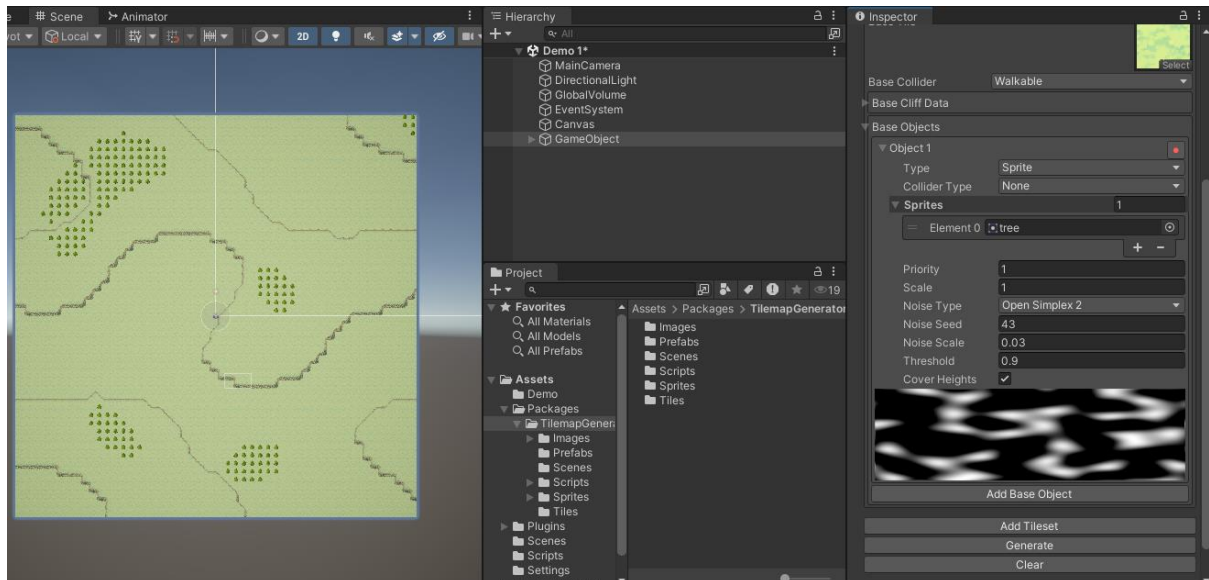 Scene
Animator
Local
2D
Hierarchy
All
Demo 1*
MainCamera
DirectionalLight
GlobalVolume
EventSystem
Canvas
GameObject
Project
19
Favorites
All Materials
All Models
All Prefabs
Assets
Demo
Packages
TilemapGenera
Images
Prefabs
Scenes
Scripts
Sprites
Tiles
Plugins
Scenes
Scripts
Settings
Assets > Packages > TilemapGenerator
Images
Prefabs
Scenes
Scripts
Sprites
Tiles
Inspector
Select
Base Collider Walkable
Base Cliff Data
Base Objects
Object 1
Type Sprite
Collider Type None
Sprites 1
Element 0 tree
+ -
Priority 1
Scale 1
Noise Type Open Simplex 2
Noise Seed 43
Noise Scale 0.03
Threshold 0.9
Cover Heights
Add Base Object
Add Tileset
Generate
Clear